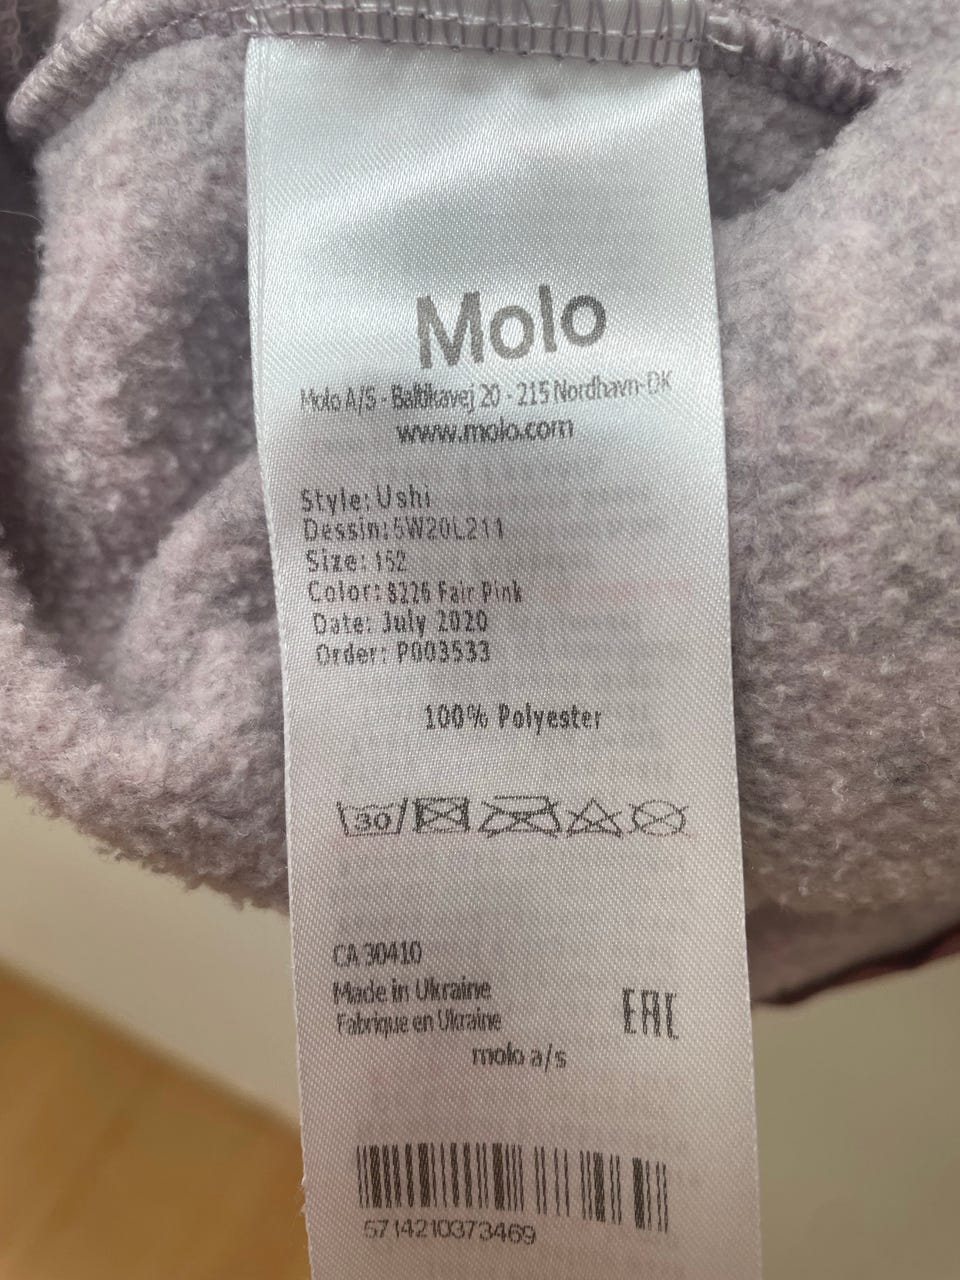 Molo
Molo A/S - Baltikavej 20 - 215 Nordhavn-DK
www.molo.com
Style: Ushi
Dessin: 5W20L211
Size: 152
Color: 8226 Fair Pink
Date: July 2020
Order: P003533
100% Polyester
30
CA 30410
Made in Ukraine
Fabrique en Ukraine
EAC
molo a/s
5714210373469